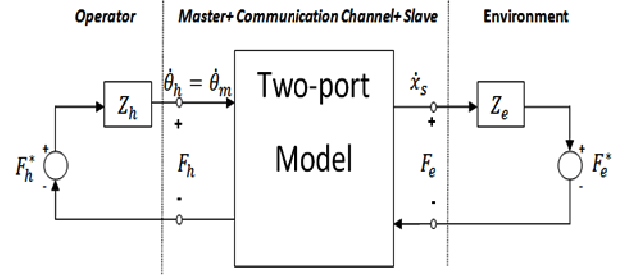 Operator Master+ Communication Channel+ Slave Environment
θ̇ₕ = θ̇ₘ ẋₛ
Zₕ Two-port Zₑ
+ +
+ + +
Fₕ* Fₕ Model Fₑ Fₑ*
- - - -